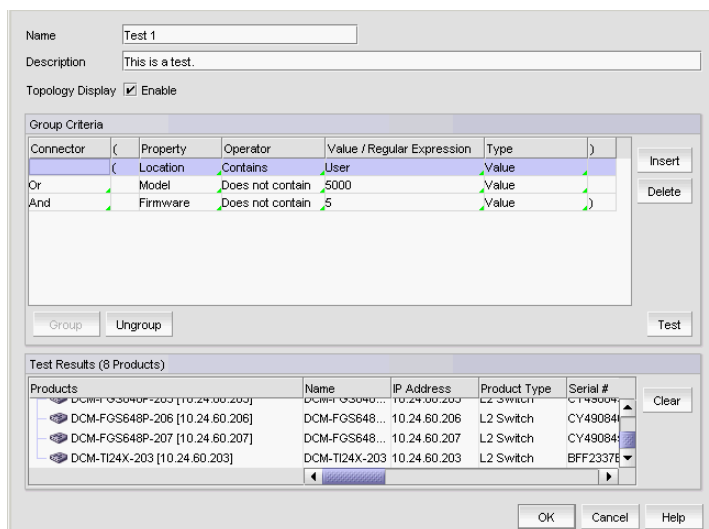 Name Test 1
Description This is a test.
Topology Display Enable
Group Criteria
Connector ( Property Operator Value / Regular Expression Type )
( Location Contains User Value
Or Model Does not contain 5000 Value
And Firmware Does not contain 5 Value )
Insert
Delete
Group Ungroup Test
Test Results (8 Products)
Products Name IP Address Product Type Serial #
DCM-FGS648P-206 [10.24.60.206] DCM-FGS648... 10.24.60.206 L2 Switch
DCM-FGS648P-207 [10.24.60.207] DCM-FGS648... 10.24.60.207 L2 Switch
DCM-TI24X-203 [10.24.60.203] DCM-TI24X-203 10.24.60.203 L2 Switch
Clear
OK Cancel Help